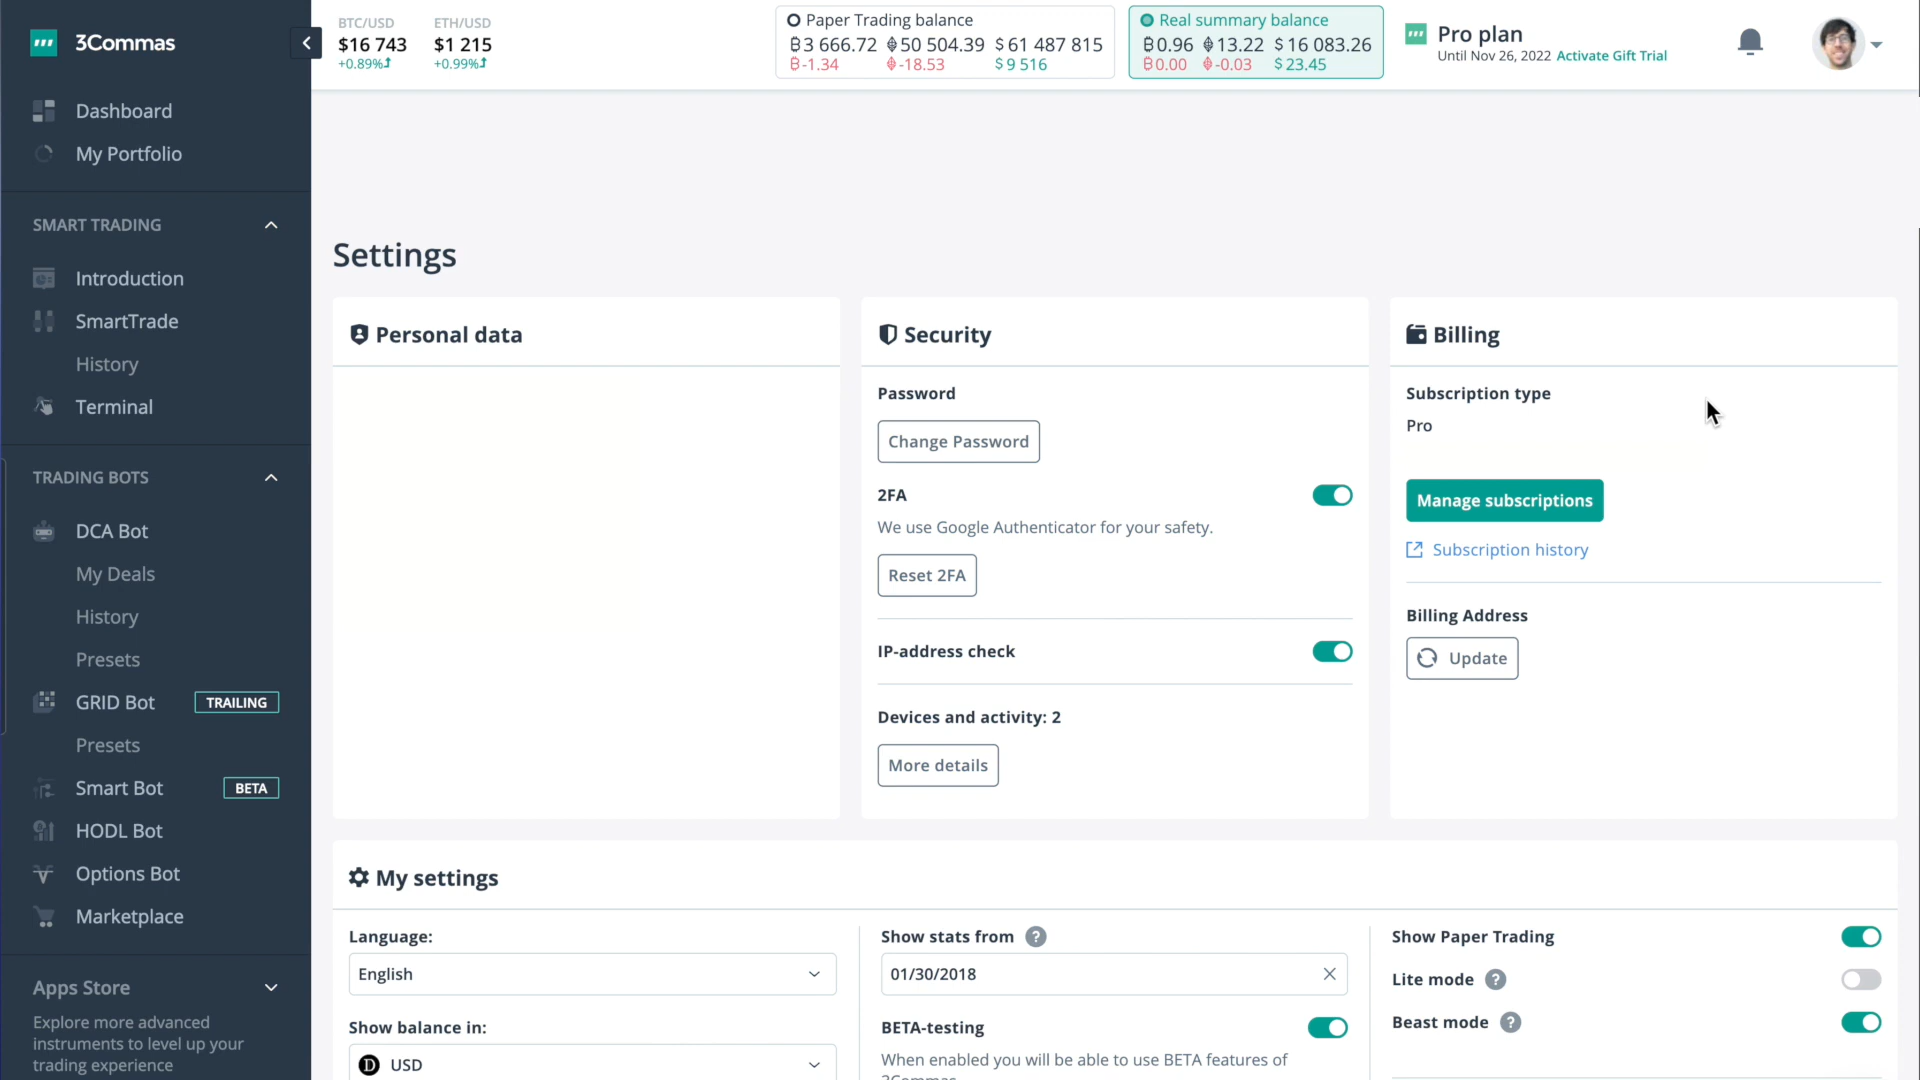 3Commas
BTC/USD
$16 743
+0.89%
ETH/USD
$1 215
+0.99%
Paper Trading balance
3 666.72 50 504.39 $61 487 815
-1.34 -18.53 $9 516
Real summary balance
0.96 13.22 $16 083.26
0.00 -0.03 $23.45
Pro plan
Until Nov 26, 2022 Activate Gift Trial
Dashboard
My Portfolio
SMART TRADING
Introduction
SmartTrade
History
Terminal
TRADING BOTS
DCA Bot
My Deals
History
Presets
GRID Bot TRAILING
Presets
Smart Bot BETA
HODL Bot
Options Bot
Marketplace
Apps Store
Explore more advanced
instruments to level up your
trading experience
Settings
Personal data
Security
Password
Change Password
2FA
We use Google Authenticator for your safety.
Reset 2FA
IP-address check
Devices and activity: 2
More details
Billing
Subscription type
Pro
Manage subscriptions
Subscription history
Billing Address
Update
My settings
Language:
English
Show balance in:
USD
Show stats from ?
01/30/2018
BETA-testing
When enabled you will be able to use BETA features of
3Commas
Show Paper Trading
Lite mode ?
Beast mode ?